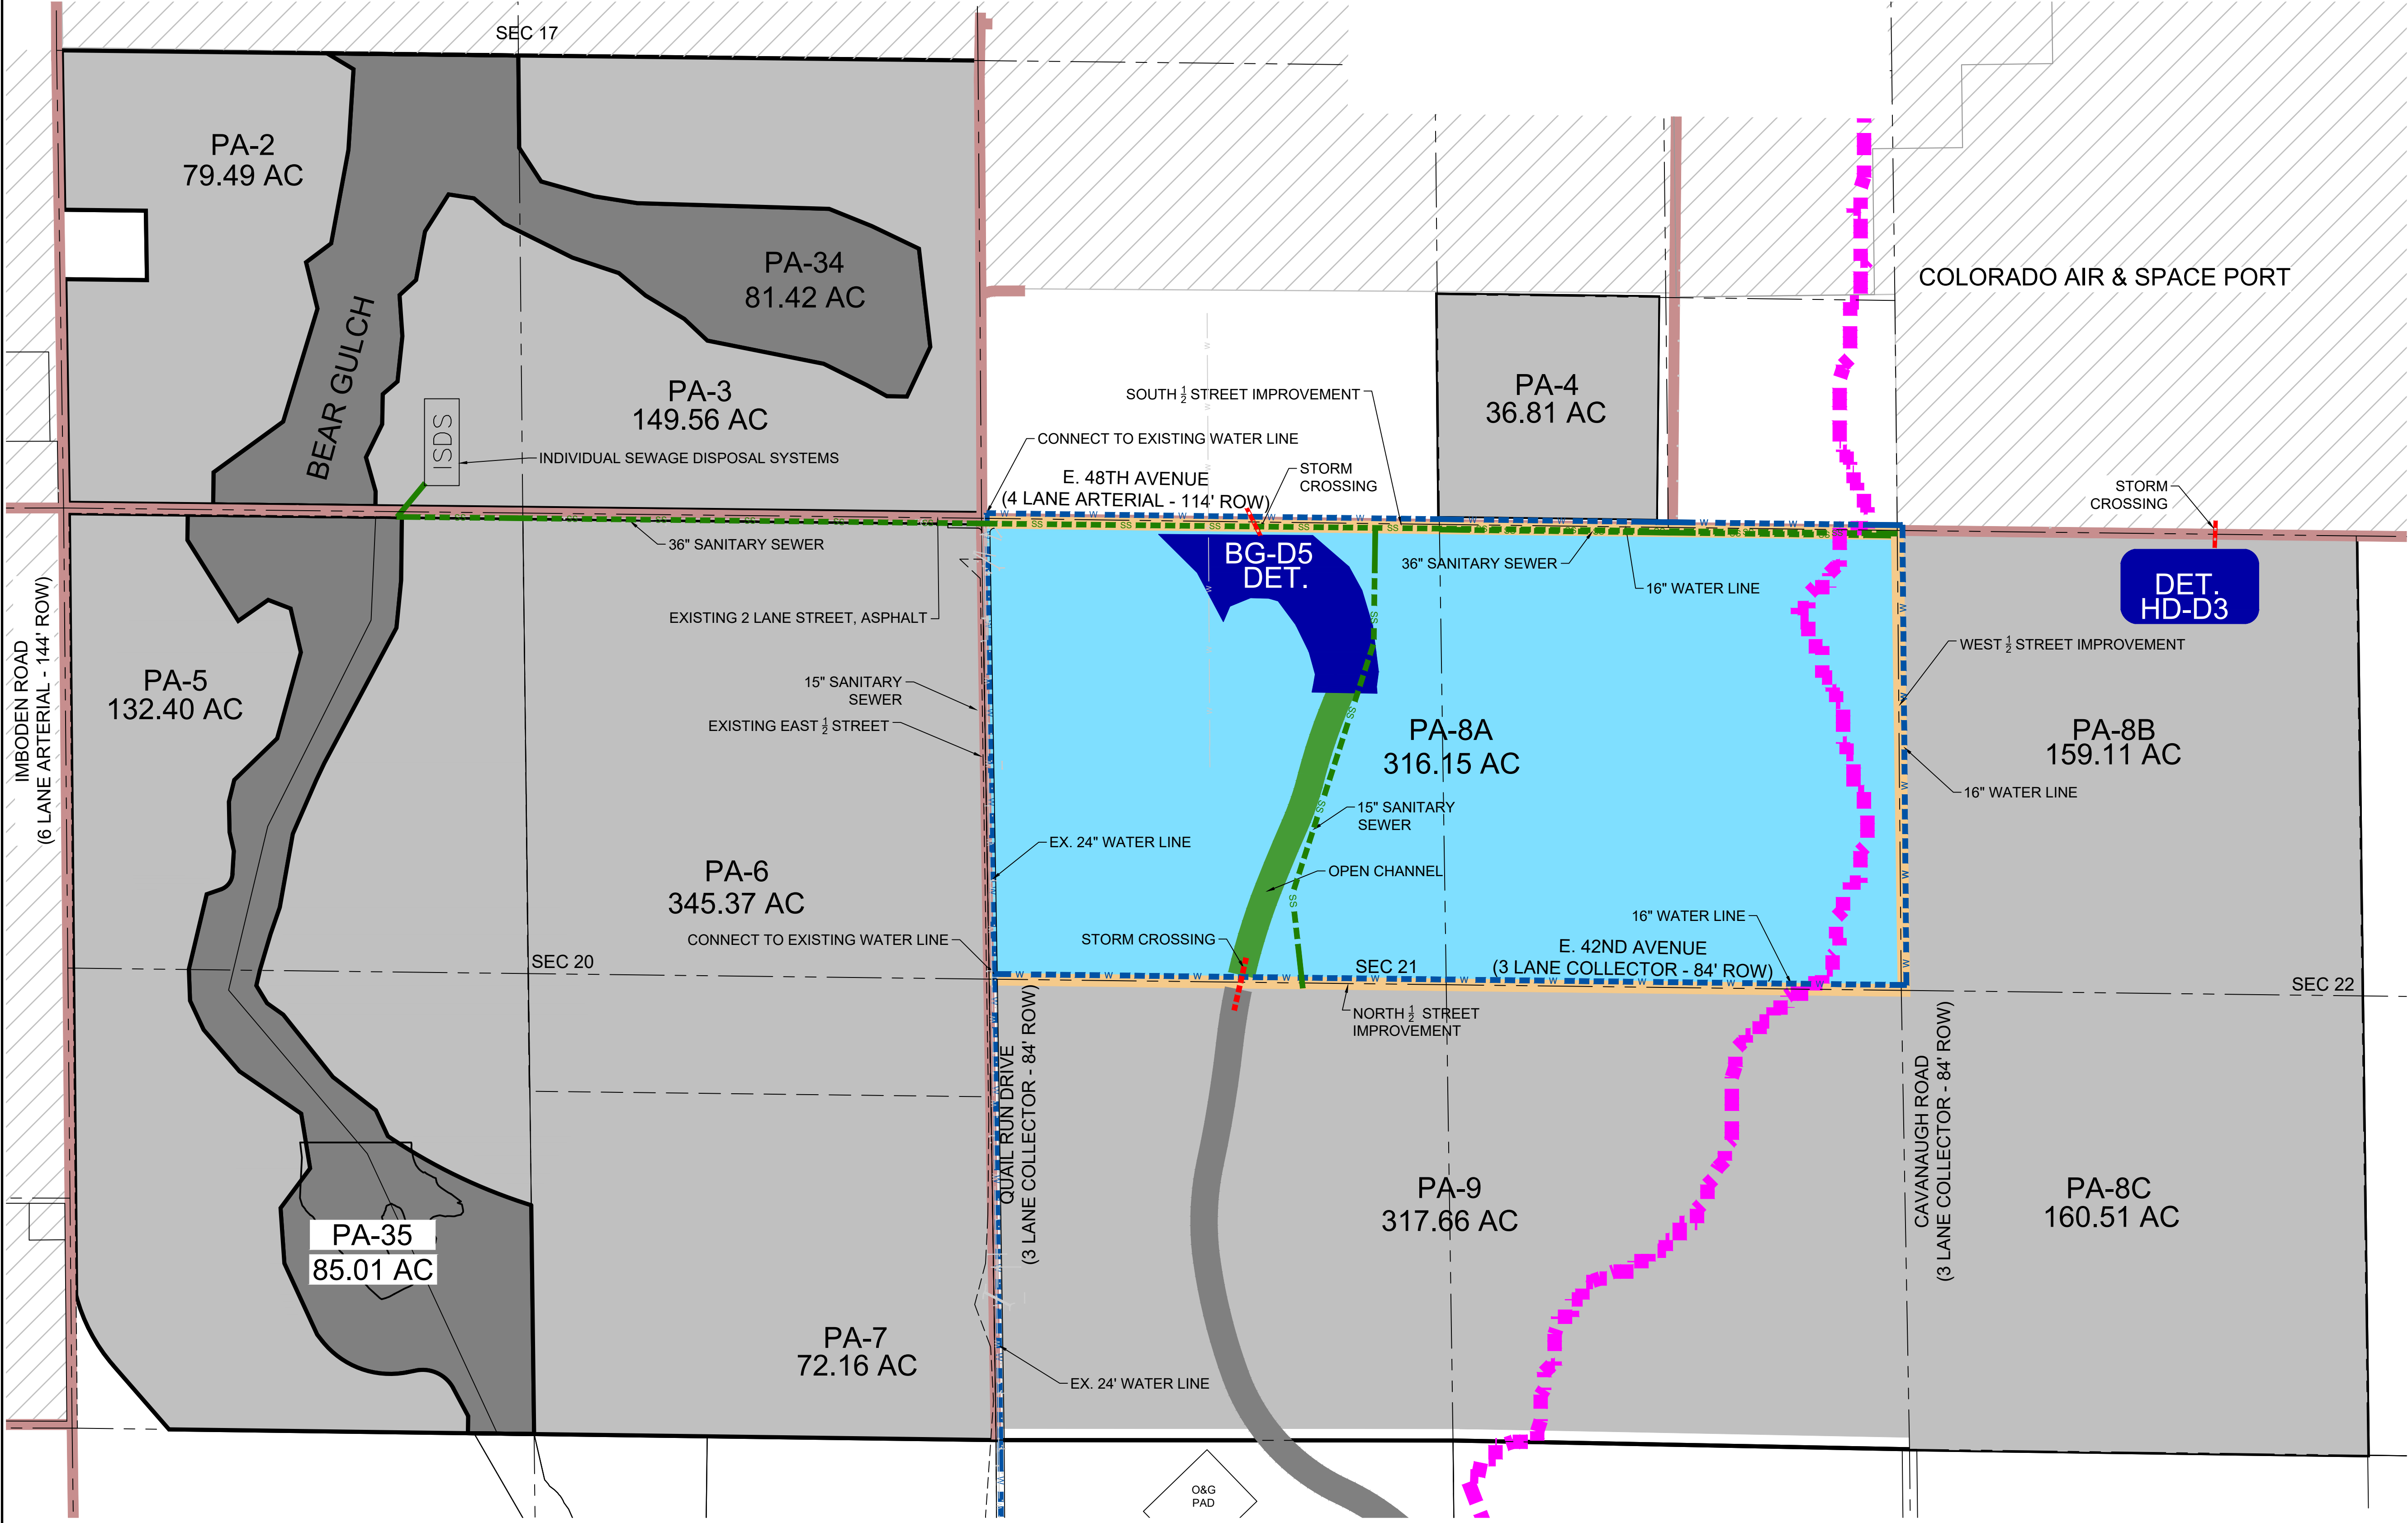 SEC 17
PA-2
79.49 AC
PA-34
81.42 AC
COLORADO AIR & SPACE PORT
BEAR GULCH
PA-3
149.56 AC
ISDS
INDIVIDUAL SEWAGE DISPOSAL SYSTEMS
SOUTH ½ STREET IMPROVEMENT
PA-4
36.81 AC
CONNECT TO EXISTING WATER LINE
E. 48TH AVENUE
(4 LANE ARTERIAL - 114' ROW)
STORM
CROSSING
STORM
CROSSING
36" SANITARY SEWER
BG-D5
DET.
36" SANITARY SEWER
16" WATER LINE
DET.
HD-D3
IMBODEN ROAD
(6 LANE ARTERIAL - 144' ROW)
EXISTING 2 LANE STREET, ASPHALT
WEST ½ STREET IMPROVEMENT
PA-5
132.40 AC
15" SANITARY
SEWER
EXISTING EAST ½ STREET
PA-8A
316.15 AC
PA-8B
159.11 AC
16" WATER LINE
15" SANITARY
SEWER
EX. 24" WATER LINE
OPEN CHANNEL
PA-6
345.37 AC
16" WATER LINE
CONNECT TO EXISTING WATER LINE
STORM CROSSING
E. 42ND AVENUE
(3 LANE COLLECTOR - 84' ROW)
SEC 20
SEC 21
SEC 22
NORTH ½ STREET
IMPROVEMENT
QUAIL RUN DRIVE
(3 LANE COLLECTOR - 84' ROW)
CAVANAUGH ROAD
(3 LANE COLLECTOR - 84' ROW)
PA-9
317.66 AC
PA-8C
160.51 AC
PA-35
85.01 AC
PA-7
72.16 AC
EX. 24' WATER LINE
O&G
PAD